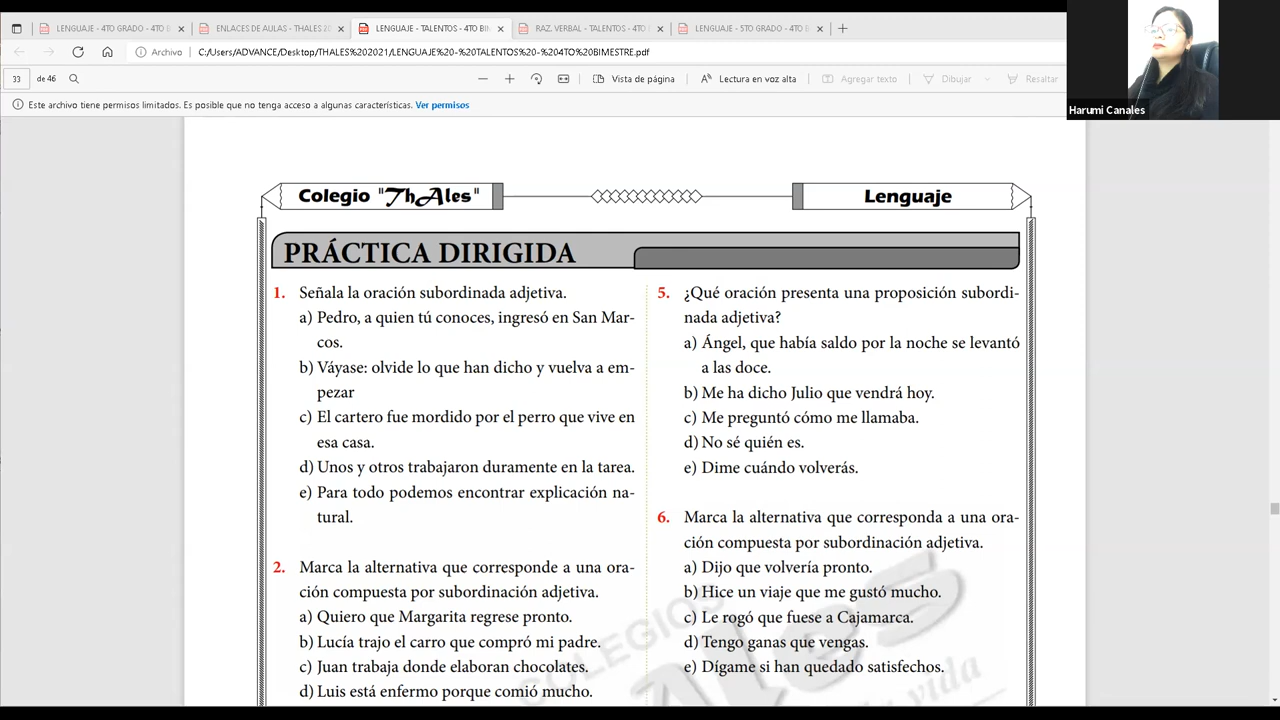 LENGUAJE - 4TO GRADO - 4TO B
ENLACES DE AULAS - THALES 20
LENGUAJE - TALENTOS - 4TO BI
RAZ. VERBAL - TALENTOS - 4TO
LENGUAJE - 5TO GRADO - 4TO B
Archivo
C:/Users/ADVANCE/Desktop/THALES%202021/LENGUAJE%20-%20TALENTOS%20-%204TO%20BIMESTRE.pdf
33 de 46
Vista de página
Lectura en voz alta
Agregar texto
Dibujar
Resaltar
Este archivo tiene permisos limitados. Es posible que no tenga acceso a algunas características. Ver permisos
Harumi Canales
Colegio "ThAles"
Lenguaje
PRÁCTICA DIRIGIDA
1. Señala la oración subordinada adjetiva.
a) Pedro, a quien tú conoces, ingresó en San Mar-
cos.
b) Váyase: olvide lo que han dicho y vuelva a em-
pezar
c) El cartero fue mordido por el perro que vive en
esa casa.
d) Unos y otros trabajaron duramente en la tarea.
e) Para todo podemos encontrar explicación na-
tural.
2. Marca la alternativa que corresponde a una ora-
ción compuesta por subordinación adjetiva.
a) Quiero que Margarita regrese pronto.
b) Lucía trajo el carro que compró mi padre.
c) Juan trabaja donde elaboran chocolates.
d) Luis está enfermo porque comió mucho.
5. ¿Qué oración presenta una proposición subordi-
nada adjetiva?
a) Ángel, que había saldo por la noche se levantó
a las doce.
b) Me ha dicho Julio que vendrá hoy.
c) Me preguntó cómo me llamaba.
d) No sé quién es.
e) Dime cuándo volverás.
6. Marca la alternativa que corresponda a una ora-
ción compuesta por subordinación adjetiva.
a) Dijo que volvería pronto.
b) Hice un viaje que me gustó mucho.
c) Le rogó que fuese a Cajamarca.
d) Tengo ganas que vengas.
e) Dígame si han quedado satisfechos.